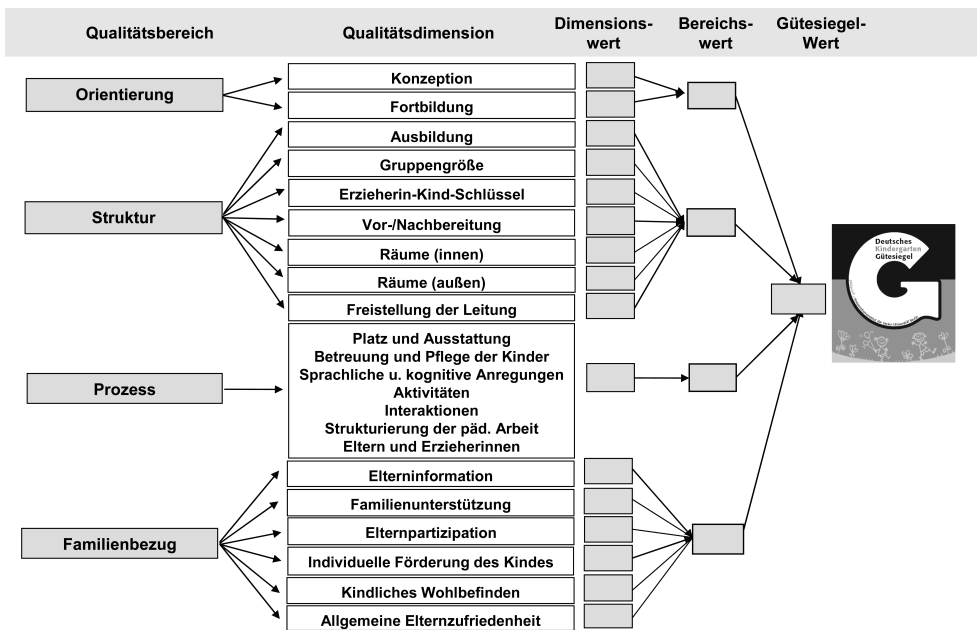 Qualitätsbereich
Qualitätsdimension
Dimensions-
wert
Bereichs-
wert
Gütesiegel-
Wert
Orientierung
Konzeption
Fortbildung
Struktur
Ausbildung
Gruppengröße
Erzieherin-Kind-Schlüssel
Vor-/Nachbereitung
Räume (innen)
Räume (außen)
Freistellung der Leitung
Prozess
Platz und Ausstattung
Betreuung und Pflege der Kinder
Sprachliche u. kognitive Anregungen
Aktivitäten
Interaktionen
Strukturierung der päd. Arbeit
Eltern und Erzieherinnen
Familienbezug
Elterninformation
Familienunterstützung
Elternpartizipation
Individuelle Förderung des Kindes
Kindliches Wohlbefinden
Allgemeine Elternzufriedenheit
Deutsches
Kindergarten
Gütesiegel